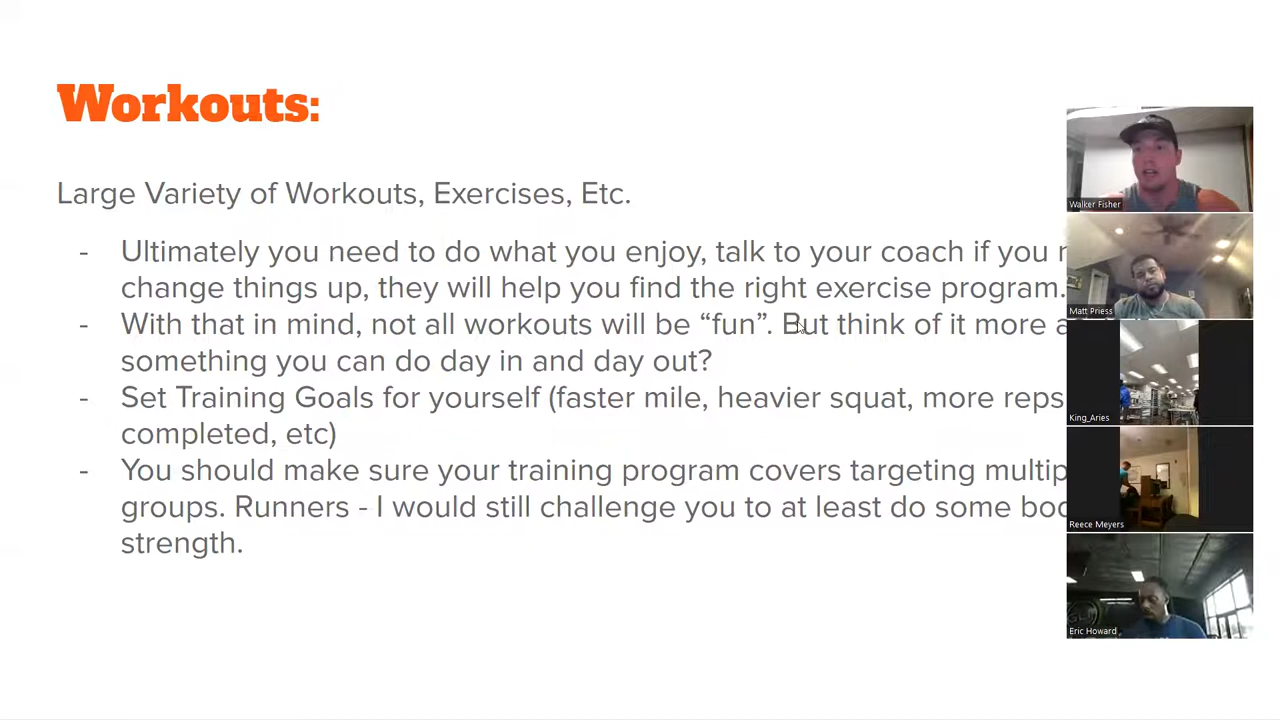 Workouts:
Large Variety of Workouts, Exercises, Etc.
- Ultimately you need to do what you enjoy, talk to your coach if you
change things up, they will help you find the right exercise program.
- With that in mind, not all workouts will be “fun”. But think of it more
something you can do day in and day out?
- Set Training Goals for yourself (faster mile, heavier squat, more reps
completed, etc)
- You should make sure your training program covers targeting
groups. Runners - I would still challenge you to at least do some
strength.
Walker Fisher
Matt Priess
King_Aries
Reece Meyers
Eric Howard